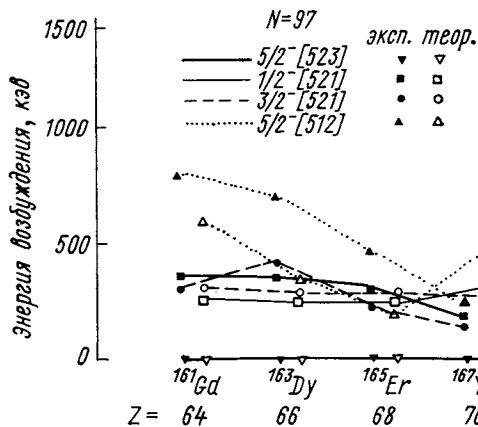 N=97
эксп. теор.
5/2⁻[523]
1/2⁻[521]
3/2⁻[521]
5/2⁻[512]
Энергия возбуждения, кэв
1500
1000
500
0
¹⁶¹Gd ¹⁶³Dy ¹⁶⁵Er ¹⁶⁷
Z = 64 66 68